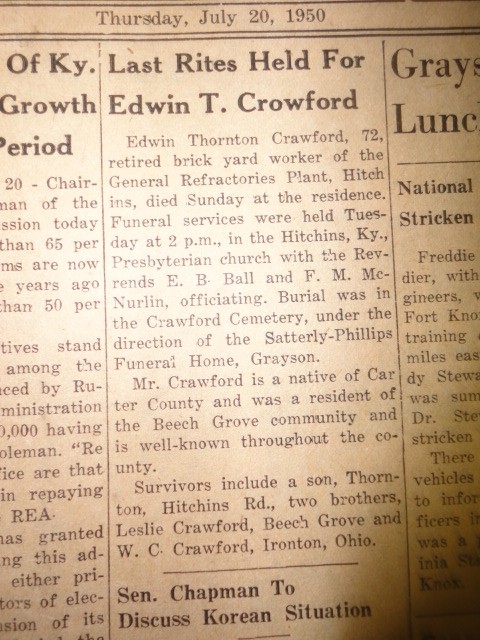 Thursday, July 20, 1950
Of Ky.
Growth
Period
20 - Chair-
man of the
ssion today
than 65 per
ms are now
e years ago
than 50 per
tives stand
among the
nced by Ru-
ministration
0,000 having
oleman. "Re
fice are that
in repaying
REA.
has granted
ng this ad-
either pri-
tors of elec-
nsion of its
Last Rites Held For
Edwin T. Crowford
Edwin Thornton Crawford, 72,
retired brick yard worker of the
General Refractories Plant, Hitch
ins, died Sunday at the residence.
Funeral services were held Tues-
day at 2 p.m., in the Hitchins, Ky.,
Presbyterian church with the Rev-
rends E. B. Ball and F. M. Mc-
Nurlin, officiating. Burial was in
the Crawford Cemetery, under the
direction of the Satterly-Phillips
Funeral Home, Grayson.
Mr. Crawford is a native of Car
ter County and was a resident of
the Beech Grove community and
is well-known throughout the co-
unty.
Survivors include a son, Thorn-
ton, Hitchins Rd., two brothers,
Leslie Crawford, Beech Grove and
W. C. Crawford, Ironton, Ohio.
Sen. Chapman To
Discuss Korean Situation
Grays
Lunc
National
Stricken
Freddie
dier, with
gineers, v
Fort Kno
training
miles eas
dy Stewa
was sum
Dr. Ste
stricken
There
vehicles
to infor
ficers in
was a
inia Sta
Knox.